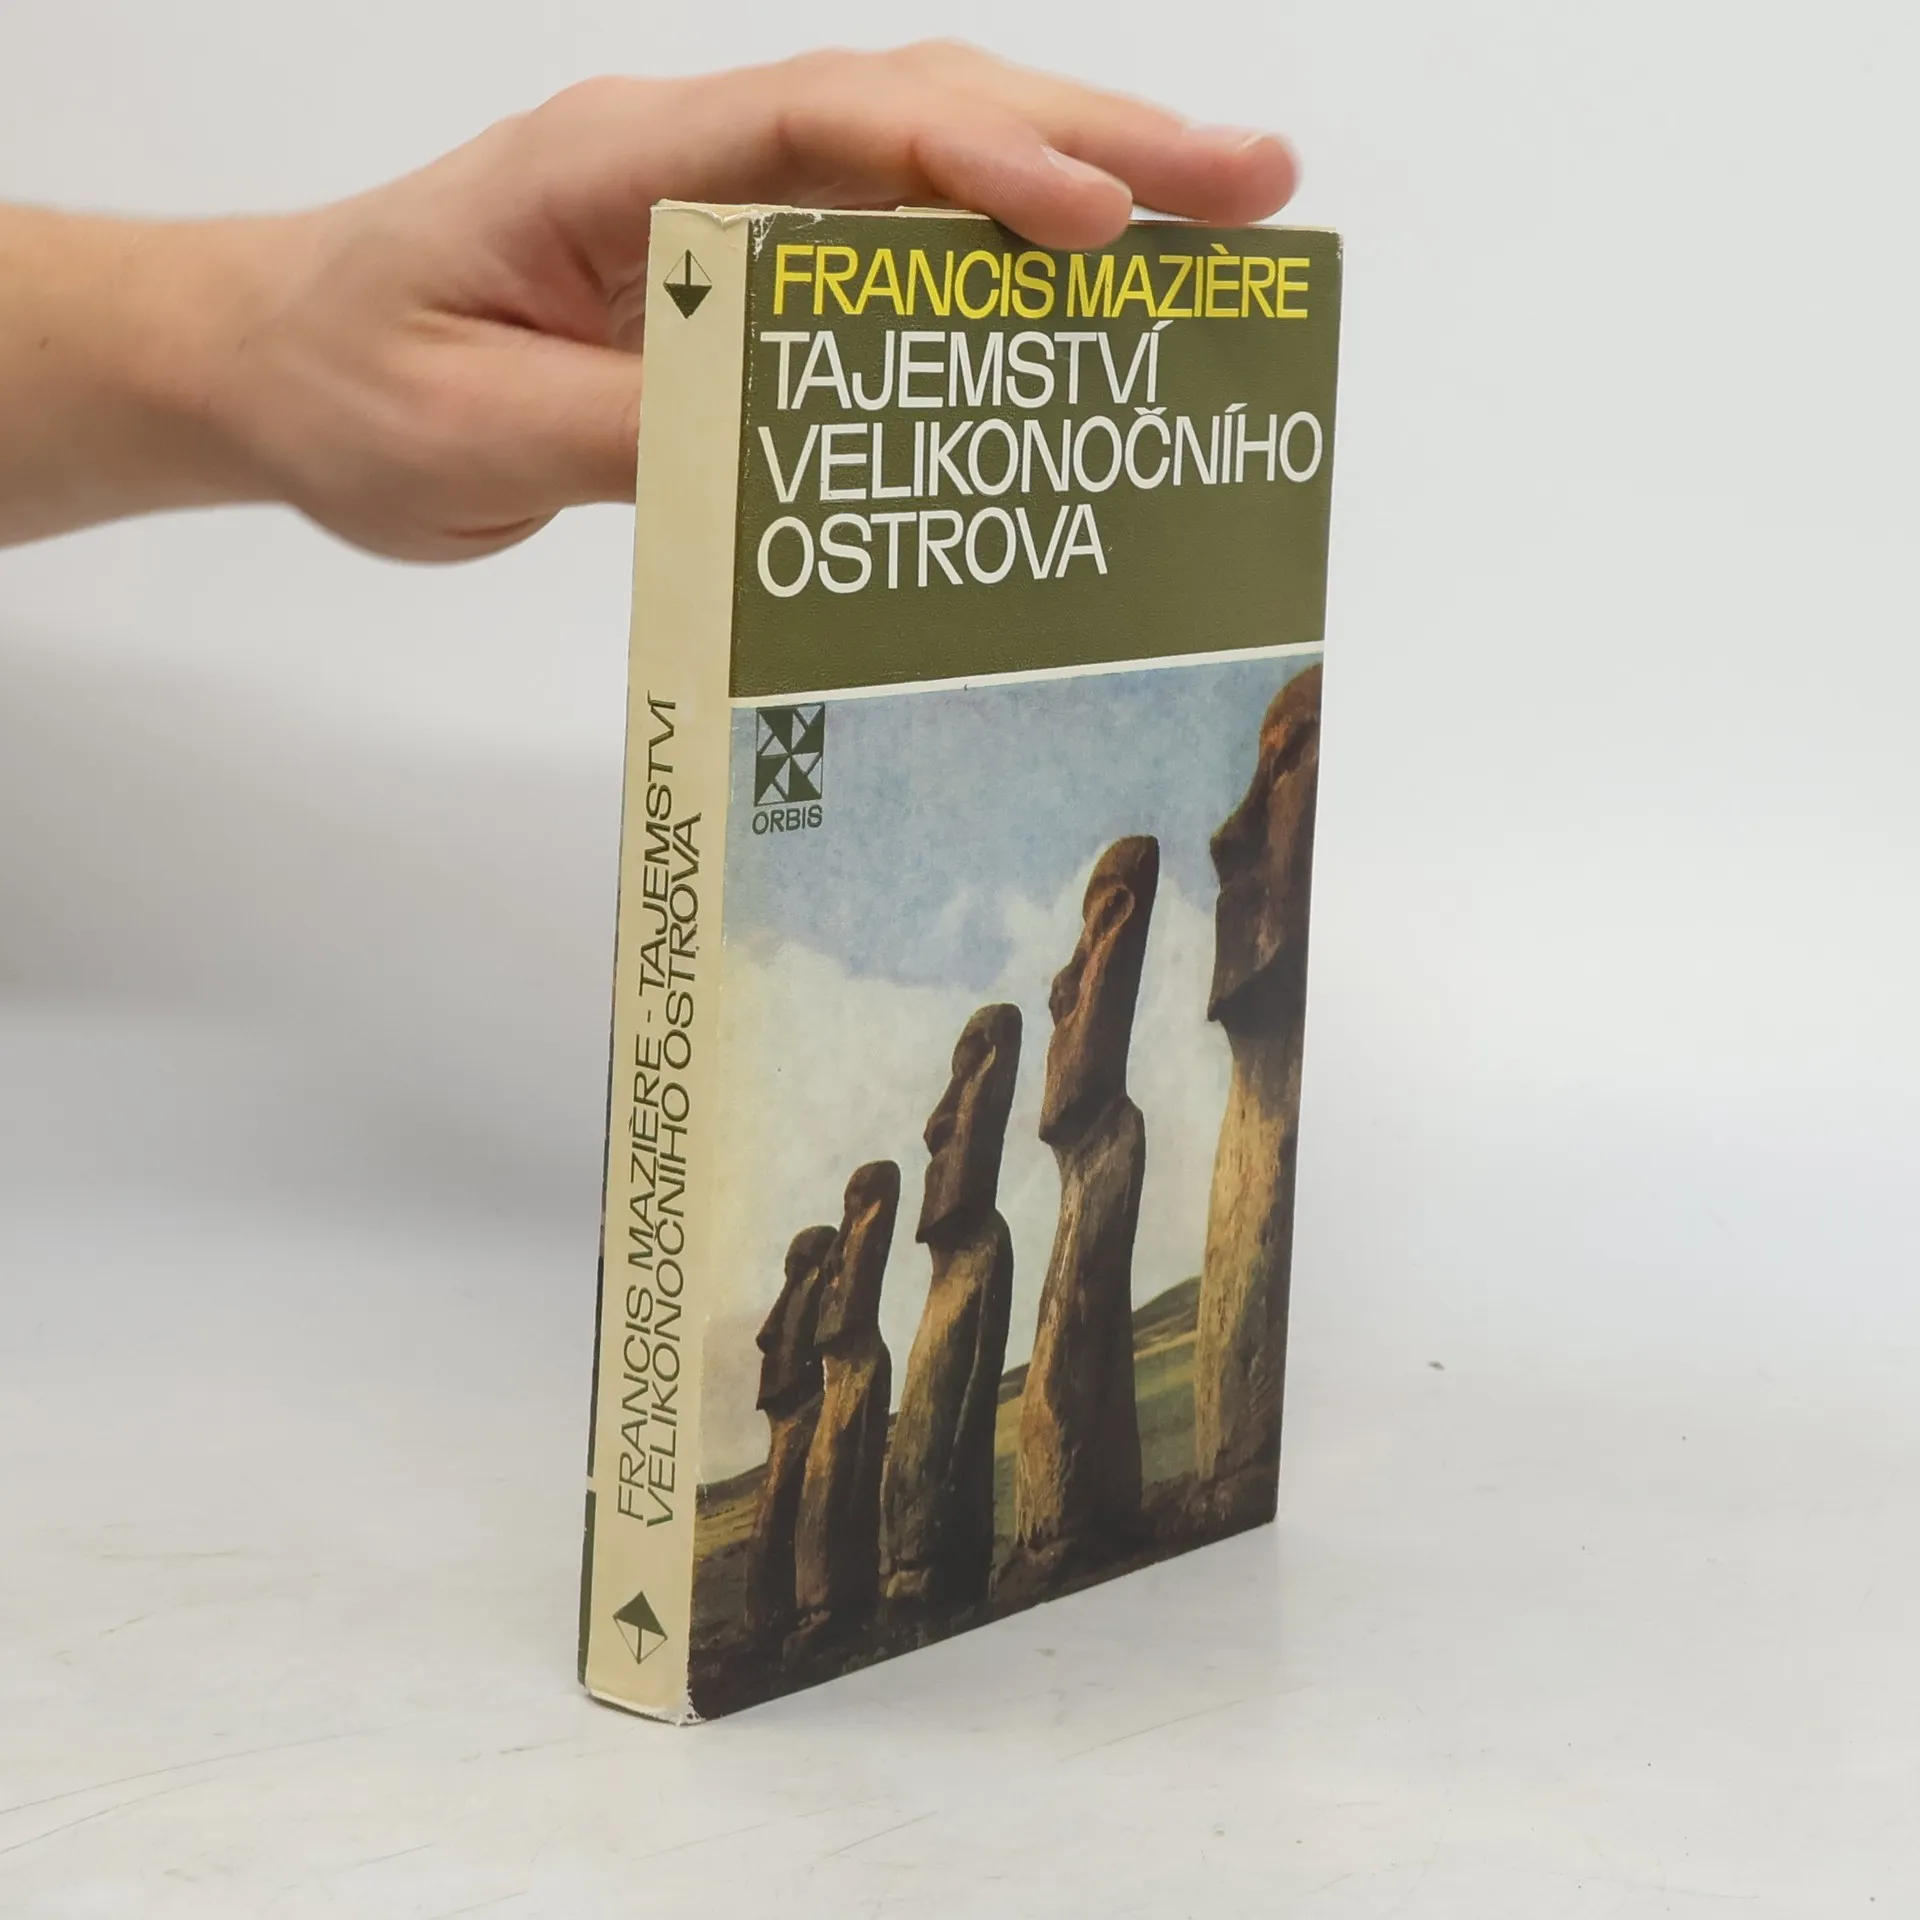 FRANCIS MAZIÈRE
TAJEMSTVÍ
VELIKONOČNÍHO
OSTROVA
ORBIS
FRANCIS MAZIÈRE - TAJEMSTVÍ
VELIKONOČNÍHO OSTROVA